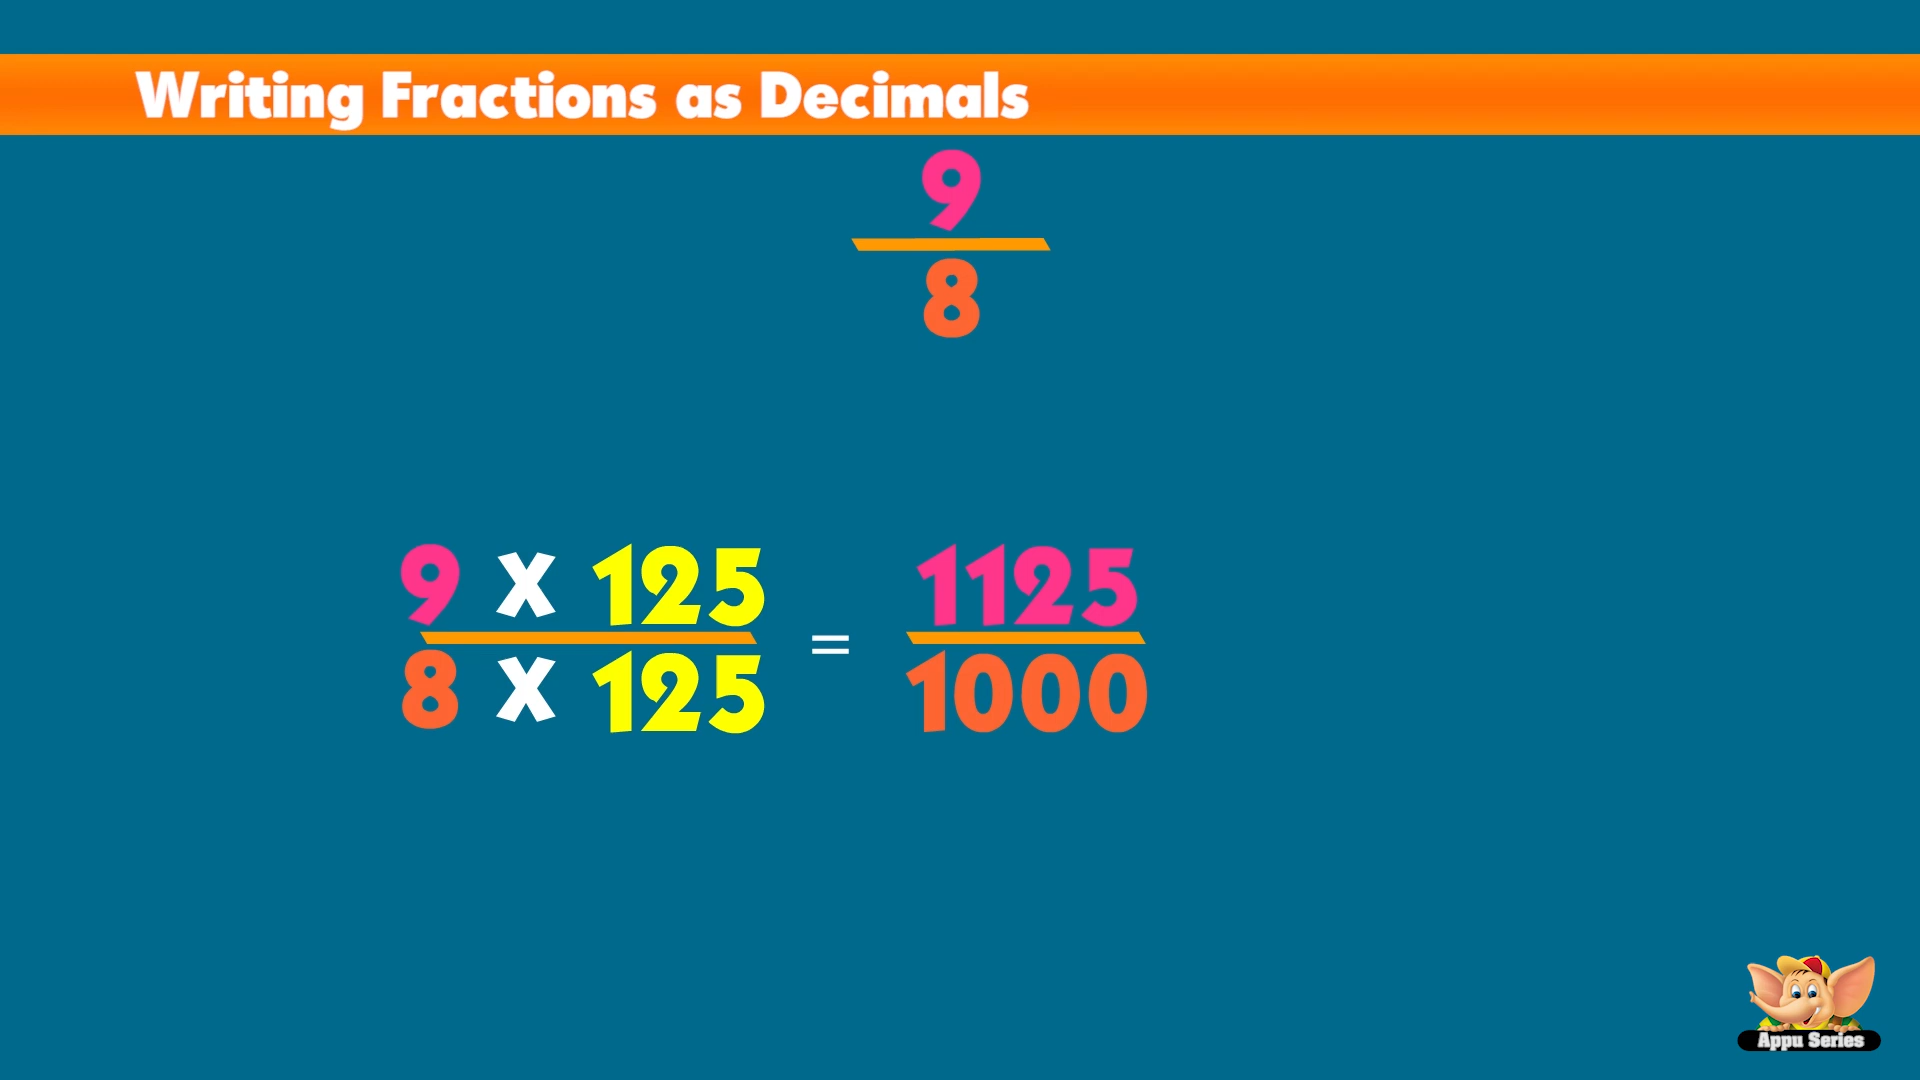 Writing Fractions as Decimals
9
8
9 x 125
8 x 125
=
1125
1000
Appu Series